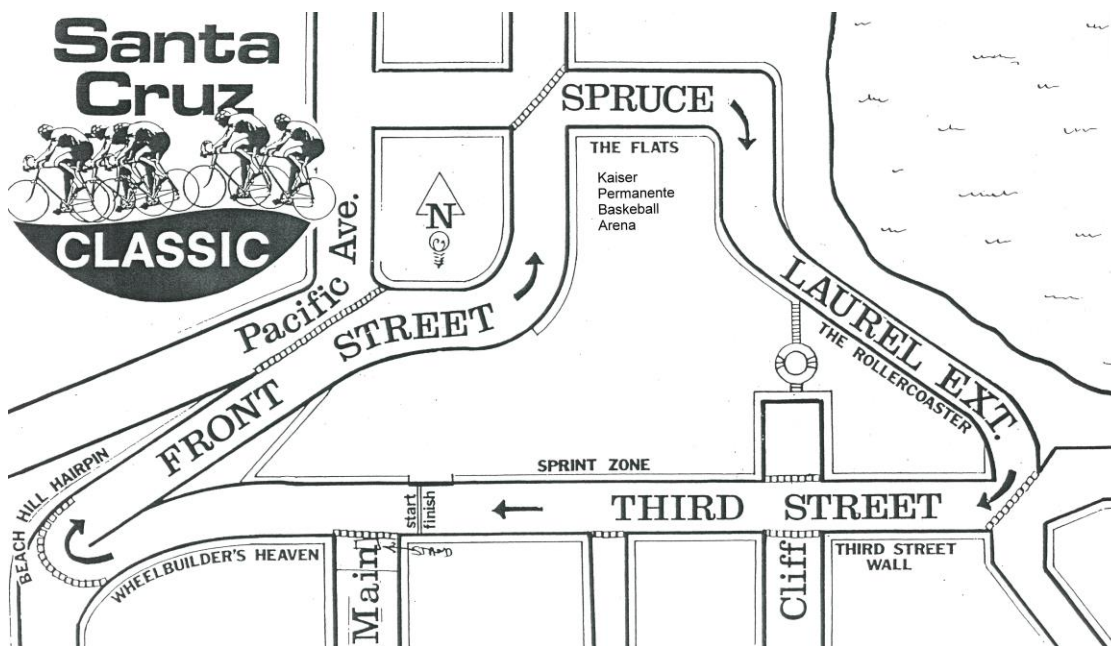 Santa
Cruz
CLASSIC
SPRUCE
THE FLATS
Kaiser
Permanente
Baskeball
Arena
N
Pacific Ave.
FRONT STREET
LAUREL EXT.
THE ROLLERCOASTER
BEACH HILL HAIRPIN
SPRINT ZONE
start
finish
THIRD STREET
WHEELBUILDER'S HEAVEN
Main
Cliff
THIRD STREET
WALL